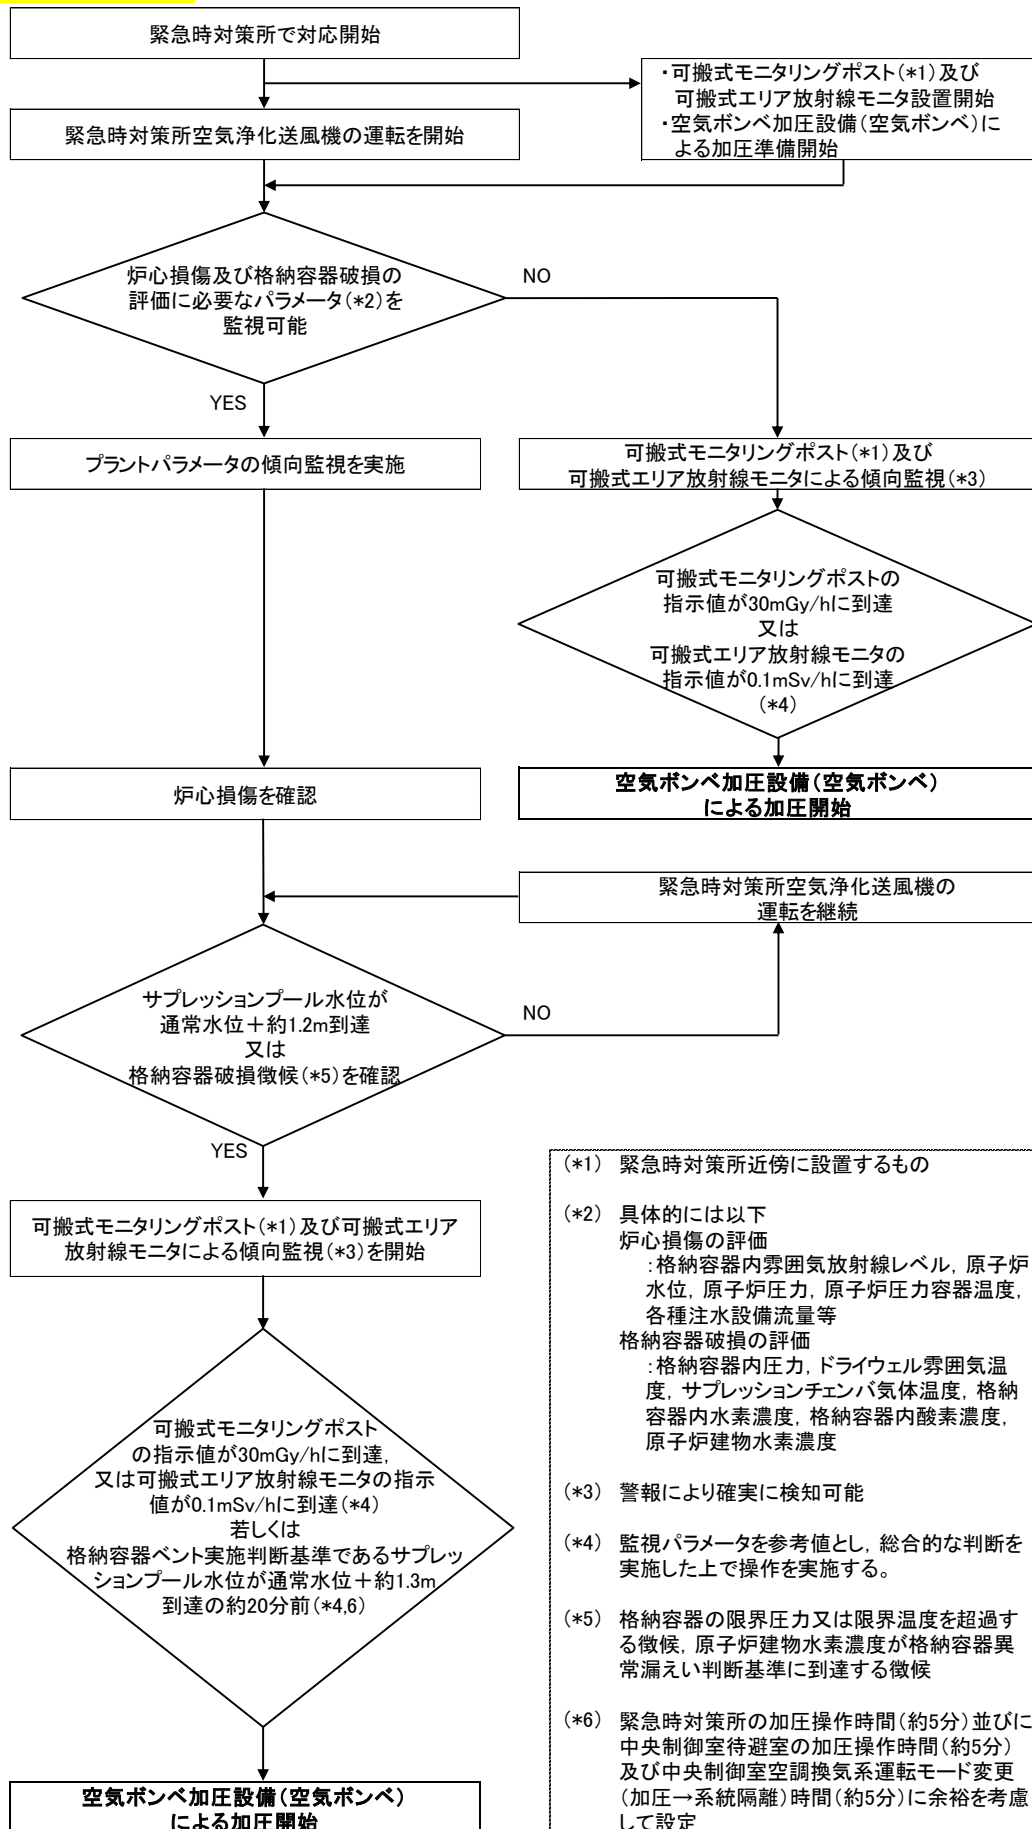 緊急時対策所で対応開始
・可搬式モニタリングポスト(*1)及び
可搬式エリア放射線モニタ設置開始
・空気ボンベ加圧設備(空気ボンベ)に
よる加圧準備開始
緊急時対策所空気浄化送風機の運転を開始
炉心損傷及び格納容器破損の
評価に必要なパラメータ(*2)を
監視可能
NO
YES
プラントパラメータの傾向監視を実施
可搬式モニタリングポスト(*1)及び
可搬式エリア放射線モニタによる傾向監視(*3)
可搬式モニタリングポストの
指示値が30mGy/hに到達
又は
可搬式エリア放射線モニタの
指示値が0.1mSv/hに到達
(*4)
空気ボンベ加圧設備(空気ボンベ)
による加圧開始
炉心損傷を確認
緊急時対策所空気浄化送風機の
運転を継続
サプレッションプール水位が
通常水位+約1.2m到達
又は
格納容器破損徴候(*5)を確認
NO
YES
可搬式モニタリングポスト(*1)及び可搬式エリア
放射線モニタによる傾向監視(*3)を開始
可搬式モニタリングポスト
の指示値が30mGy/hに到達,
又は可搬式エリア放射線モニタの指示
値が0.1mSv/hに到達(*4)
若しくは
格納容器ベント実施判断基準であるサプレッ
ションプール水位が通常水位+約1.3m
到達の約20分前(*4,6)
空気ボンベ加圧設備(空気ボンベ)
による加圧開始
(*1) 緊急時対策所近傍に設置するもの
(*2) 具体的には以下
炉心損傷の評価
:格納容器内雰囲気放射線レベル, 原子炉
水位, 原子炉圧力, 原子炉圧力容器温度,
各種注水設備流量等
格納容器破損の評価
:格納容器内圧力, ドライウェル雰囲気温
度, サプレッションチェンバ気体温度, 格納
容器内水素濃度, 格納容器内酸素濃度,
原子炉建物水素濃度
(*3) 警報により確実に検知可能
(*4) 監視パラメータを参考値とし, 総合的な判断を
実施した上で操作を実施する。
(*5) 格納容器の限界圧力又は限界温度を超過す
る徴候, 原子炉建物水素濃度が格納容器異
常漏えい判断基準に到達する徴候
(*6) 緊急時対策所の加圧操作時間(約5分)並びに
中央制御室待避室の加圧操作時間(約5分)
及び中央制御室空調換気系運転モード変更
(加圧→系統隔離)時間(約5分)に余裕を考慮
して設定